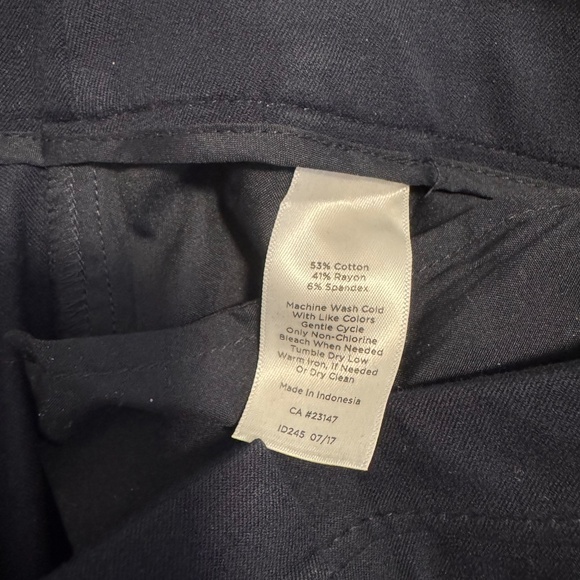 53% Cotton
41% Rayon
6% Spandex
Machine Wash Cold
With Like Colors
Gentle Cycle
Only Non-Chlorine
Bleach When Needed
Tumble Dry Low
Warm Iron, If Needed
Or Dry Clean
Made in Indonesia
CA #23147
ID245 07/17